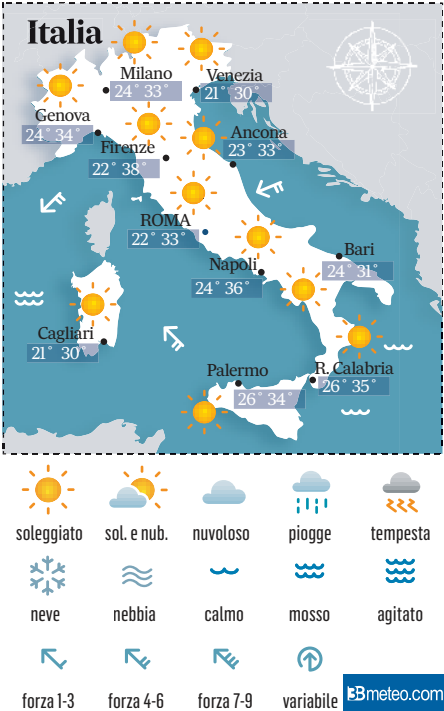 Italia
Milano
24° 33°
Venezia
21° 30°
Genova
24° 34°
Firenze
22° 38°
Ancona
23° 33°
ROMA
22° 33°
Napoli
24° 36°
Bari
24° 31°
Cagliari
21° 30°
Palermo
26° 34°
R. Calabria
26° 35°
soleggiato sol. e nub. nuvoloso piogge tempesta
neve nebbia calmo mosso agitato
forza 1-3 forza 4-6 forza 7-9 variabile
3Bmeteo.com